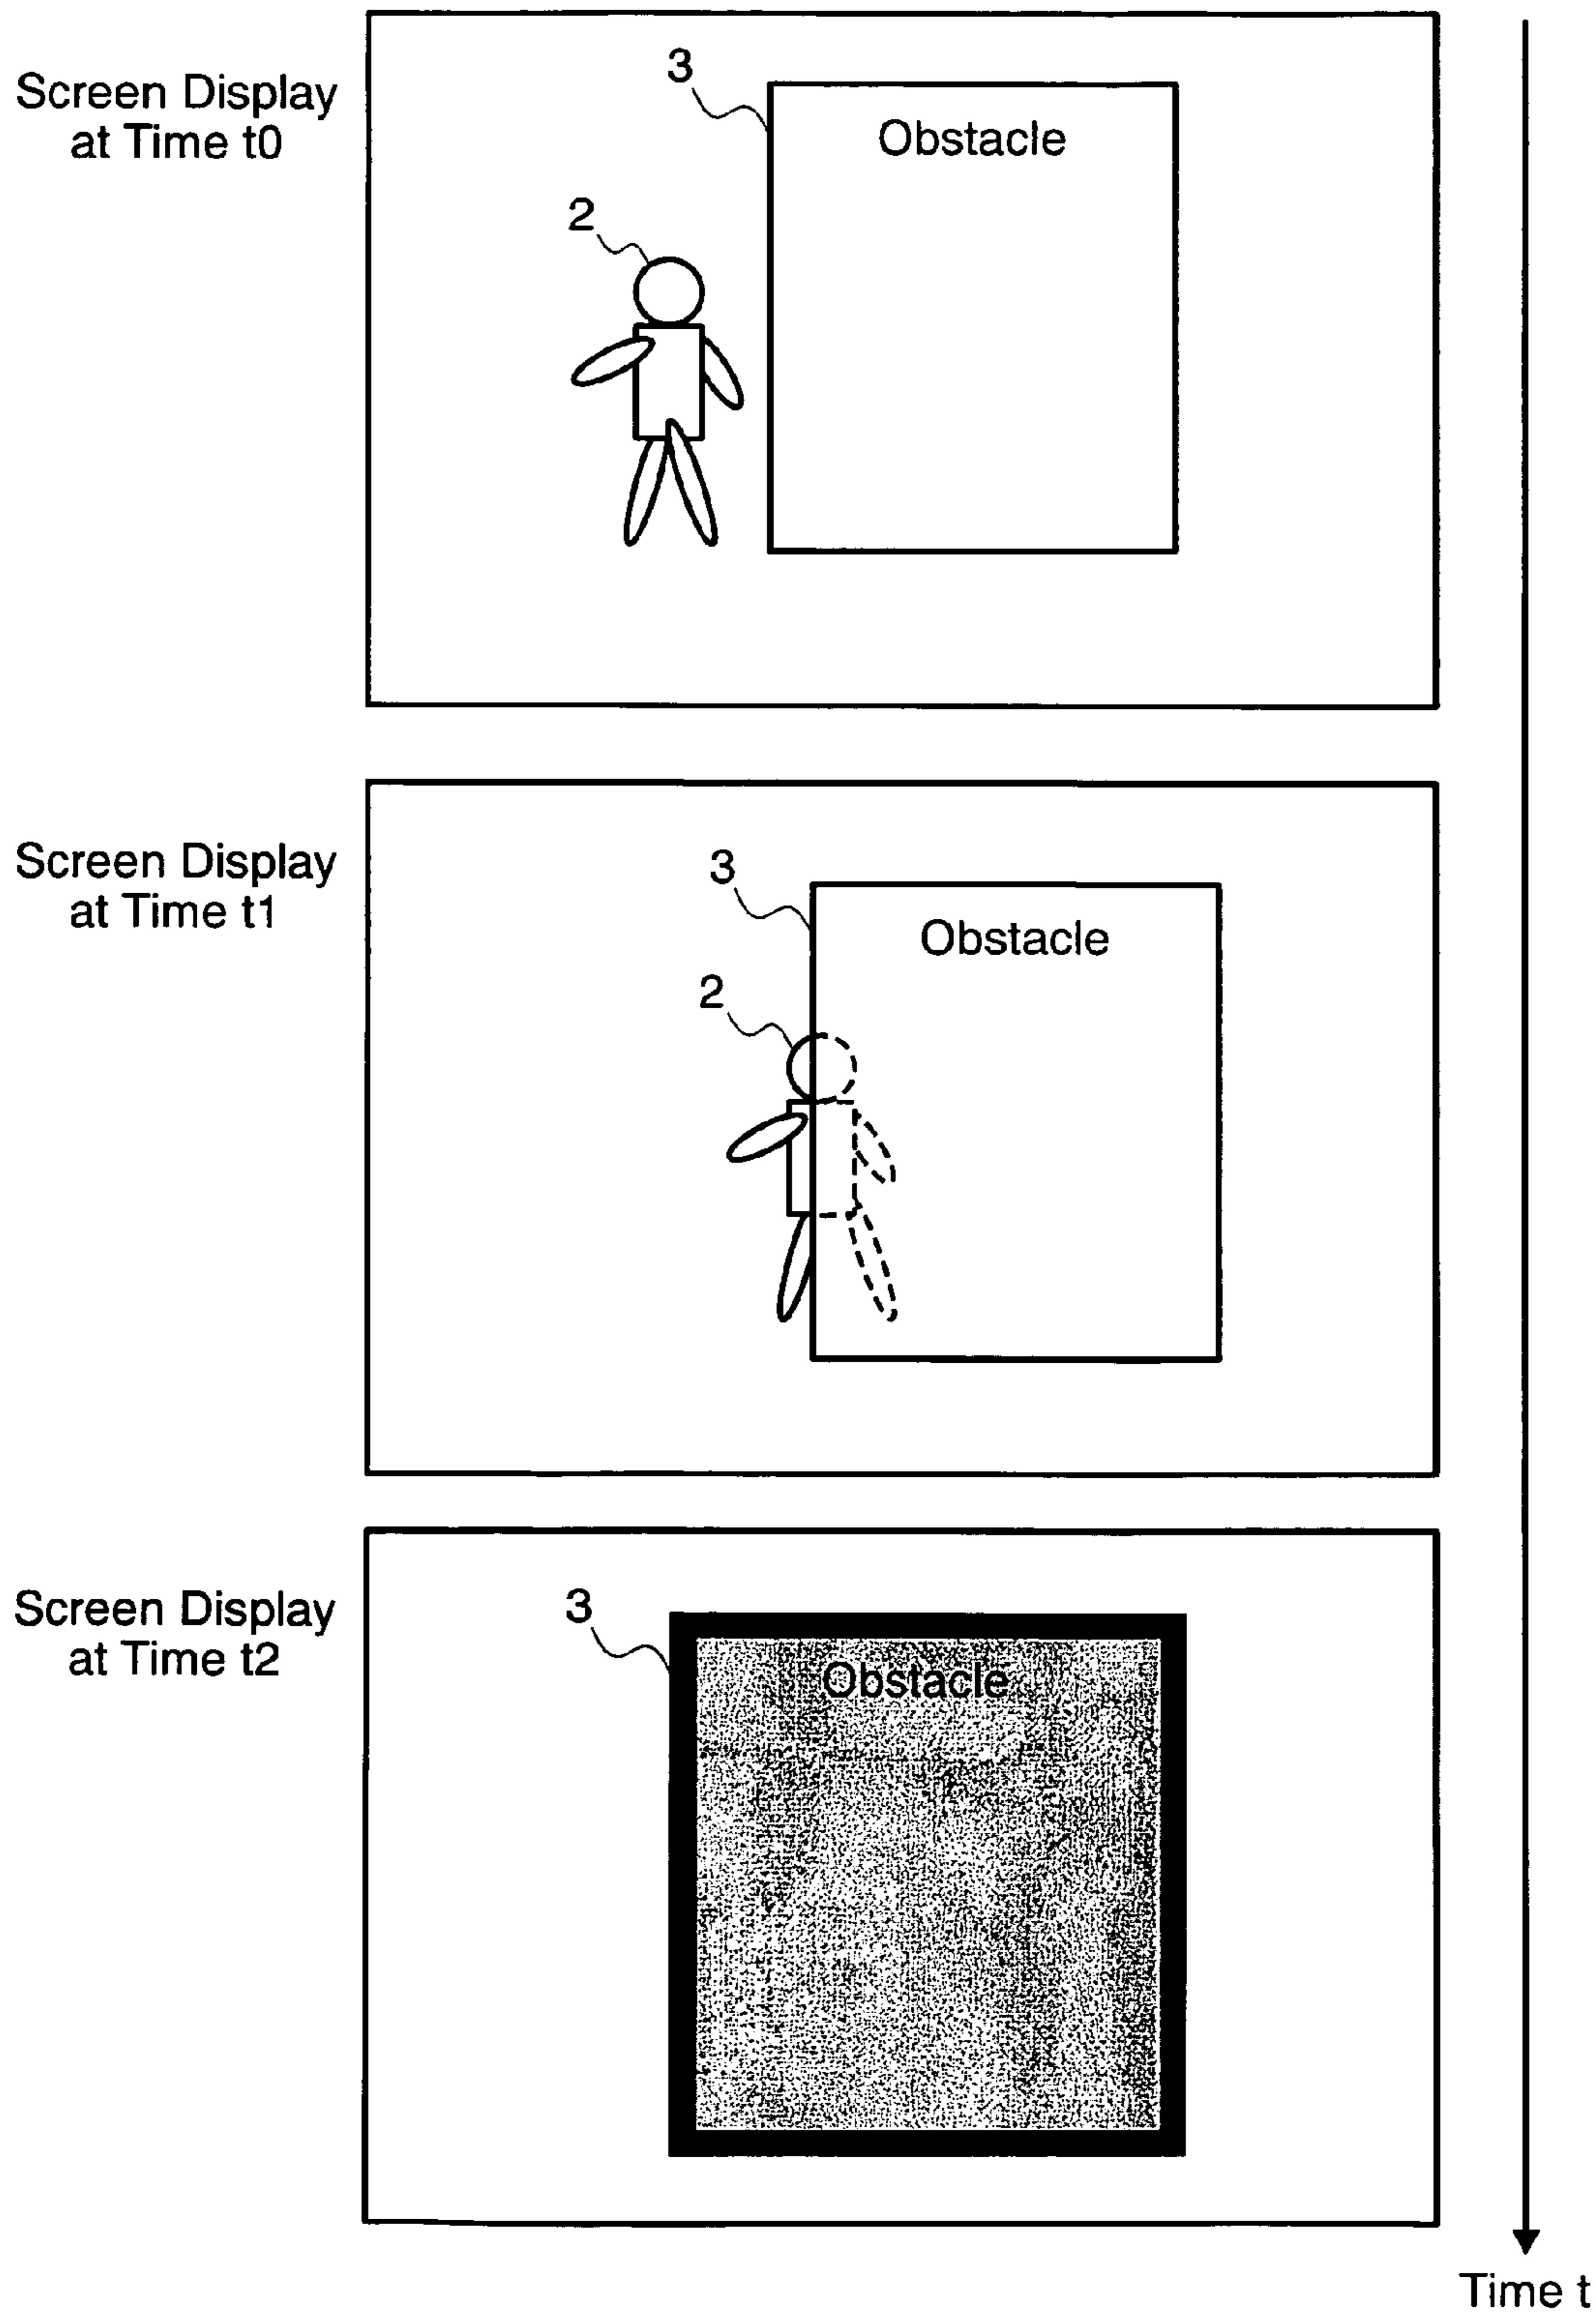 Screen Display
at Time t0
3
Obstacle
2
Screen Display
at Time t1
3
Obstacle
2
Screen Display
at Time t2
3
Obstacle
Time t